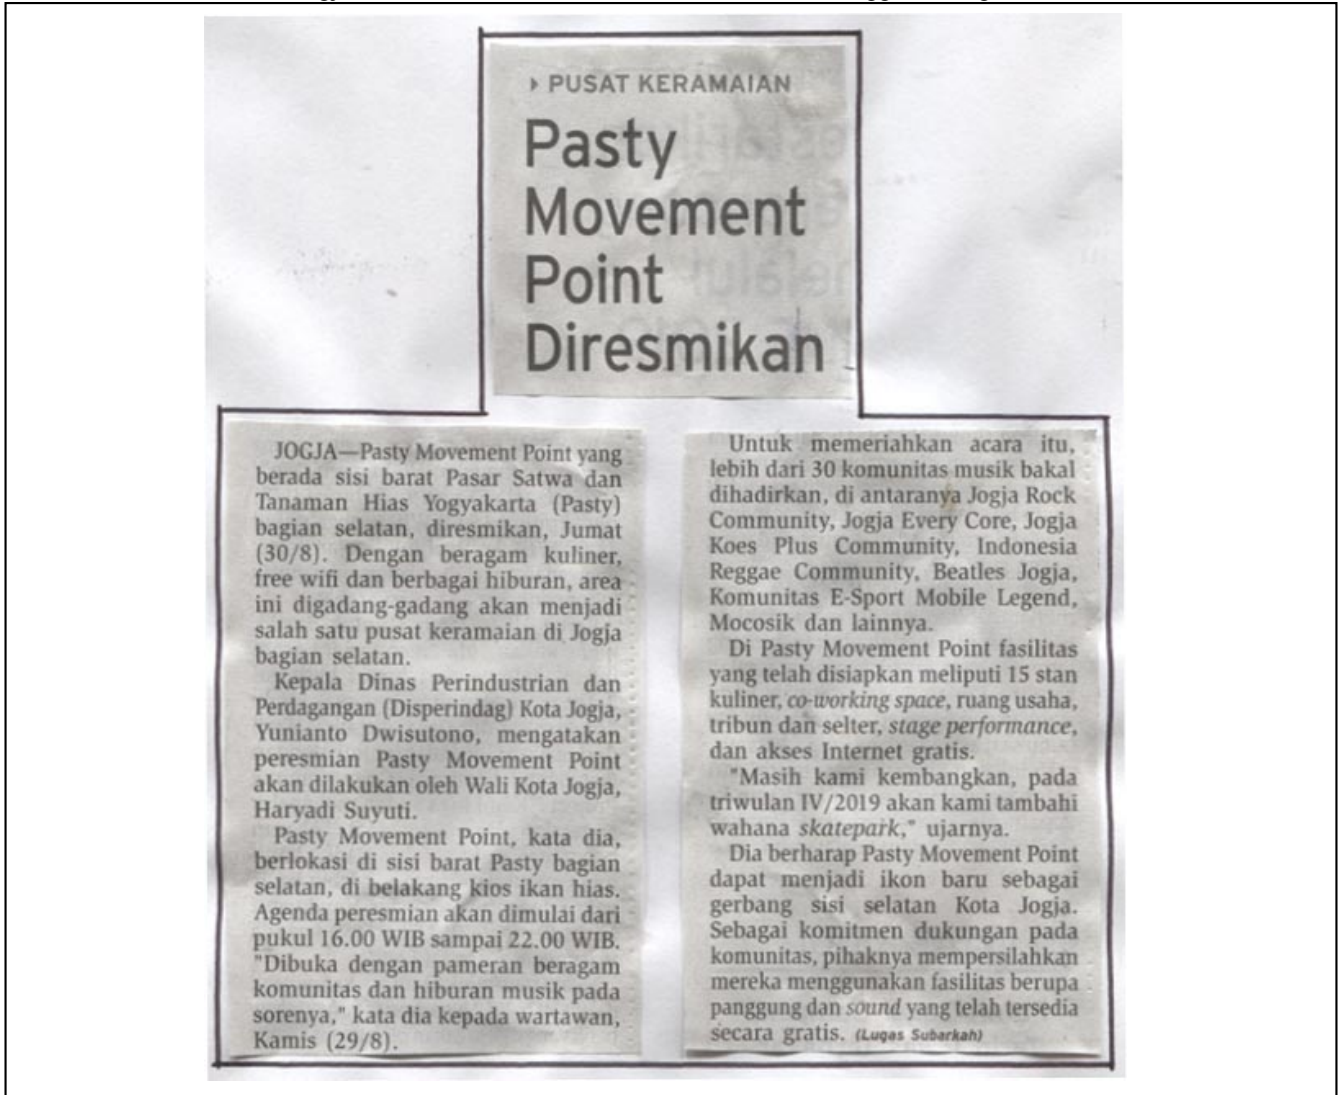 PUSAT KERAMAIAN
Pasty
Movement
Point
Diresmikan
JOGJA—Pasty Movement Point yang
berada sisi barat Pasar Satwa dan
Tanaman Hias Yogyakarta (Pasty)
bagian selatan, diresmikan, Jumat
(30/8). Dengan beragam kuliner,
free wifi dan berbagai hiburan, area
ini digadang-gadang akan menjadi
salah satu pusat keramaian di Jogja
bagian selatan.
Kepala Dinas Perindustrian dan
Perdagangan (Disperindag) Kota Jogja,
Yunianto Dwisutono, mengatakan
peresmian Pasty Movement Point
akan dilakukan oleh Wali Kota Jogja,
Haryadi Suyuti.
Pasty Movement Point, kata dia,
berlokasi di sisi barat Pasty bagian
selatan, di belakang kios ikan hias.
Agenda peresmian akan dimulai dari
pukul 16.00 WIB sampai 22.00 WIB.
"Dibuka dengan pameran beragam
komunitas dan hiburan musik pada
sorenya," kata dia kepada wartawan,
Kamis (29/8).
Untuk memeriahkan acara itu,
lebih dari 30 komunitas musik bakal
dihadirkan, di antaranya Jogja Rock
Community, Jogja Every Core, Jogja
Koes Plus Community, Indonesia
Reggae Community, Beatles Jogja,
Komunitas E-Sport Mobile Legend,
Mocosik dan lainnya.
Di Pasty Movement Point fasilitas
yang telah disiapkan meliputi 15 stan
kuliner, co-working space, ruang usaha,
tribun dan selter, stage performance,
dan akses Internet gratis.
"Masih kami kembangkan, pada
triwulan IV/2019 akan kami tambahi
wahana skatepark," ujarnya.
Dia berharap Pasty Movement Point
dapat menjadi ikon baru sebagai
gerbang sisi selatan Kota Jogja.
Sebagai komitmen dukungan pada
komunitas, pihaknya mempersilahkan
mereka menggunakan fasilitas berupa
panggung dan sound yang telah tersedia
secara gratis. (Lugas Subarkah)